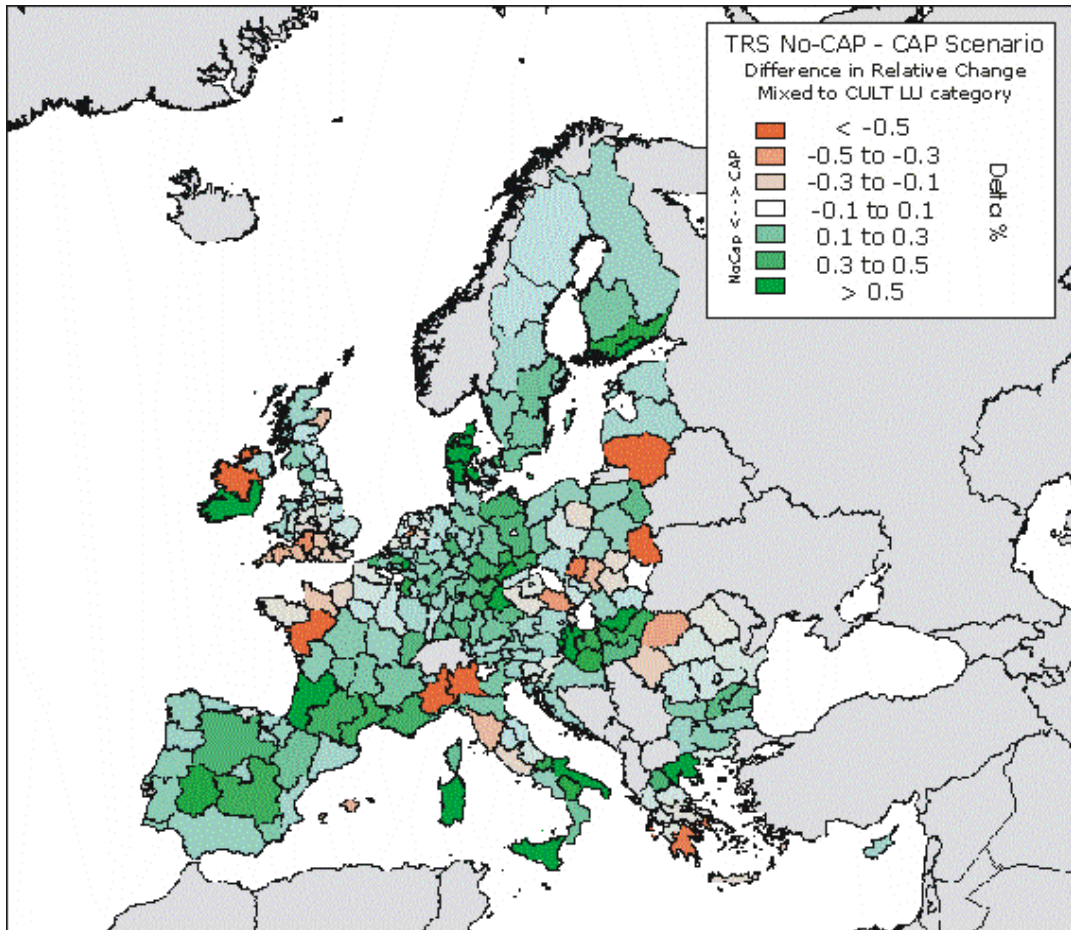 TRS No-CAP - CAP Scenario
Difference in Relative Change
Mixed to CULT LU category
< -0.5
-0.5 to -0.3
-0.3 to -0.1
-0.1 to 0.1
0.1 to 0.3
0.3 to 0.5
> 0.5
NoCap <--> CAP
Delta %